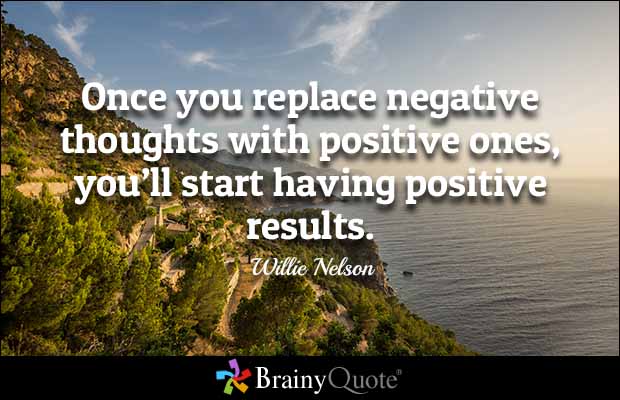 Once you replace negative
thoughts with positive ones,
you’ll start having positive
results.
Willie Nelson
BrainyQuote®